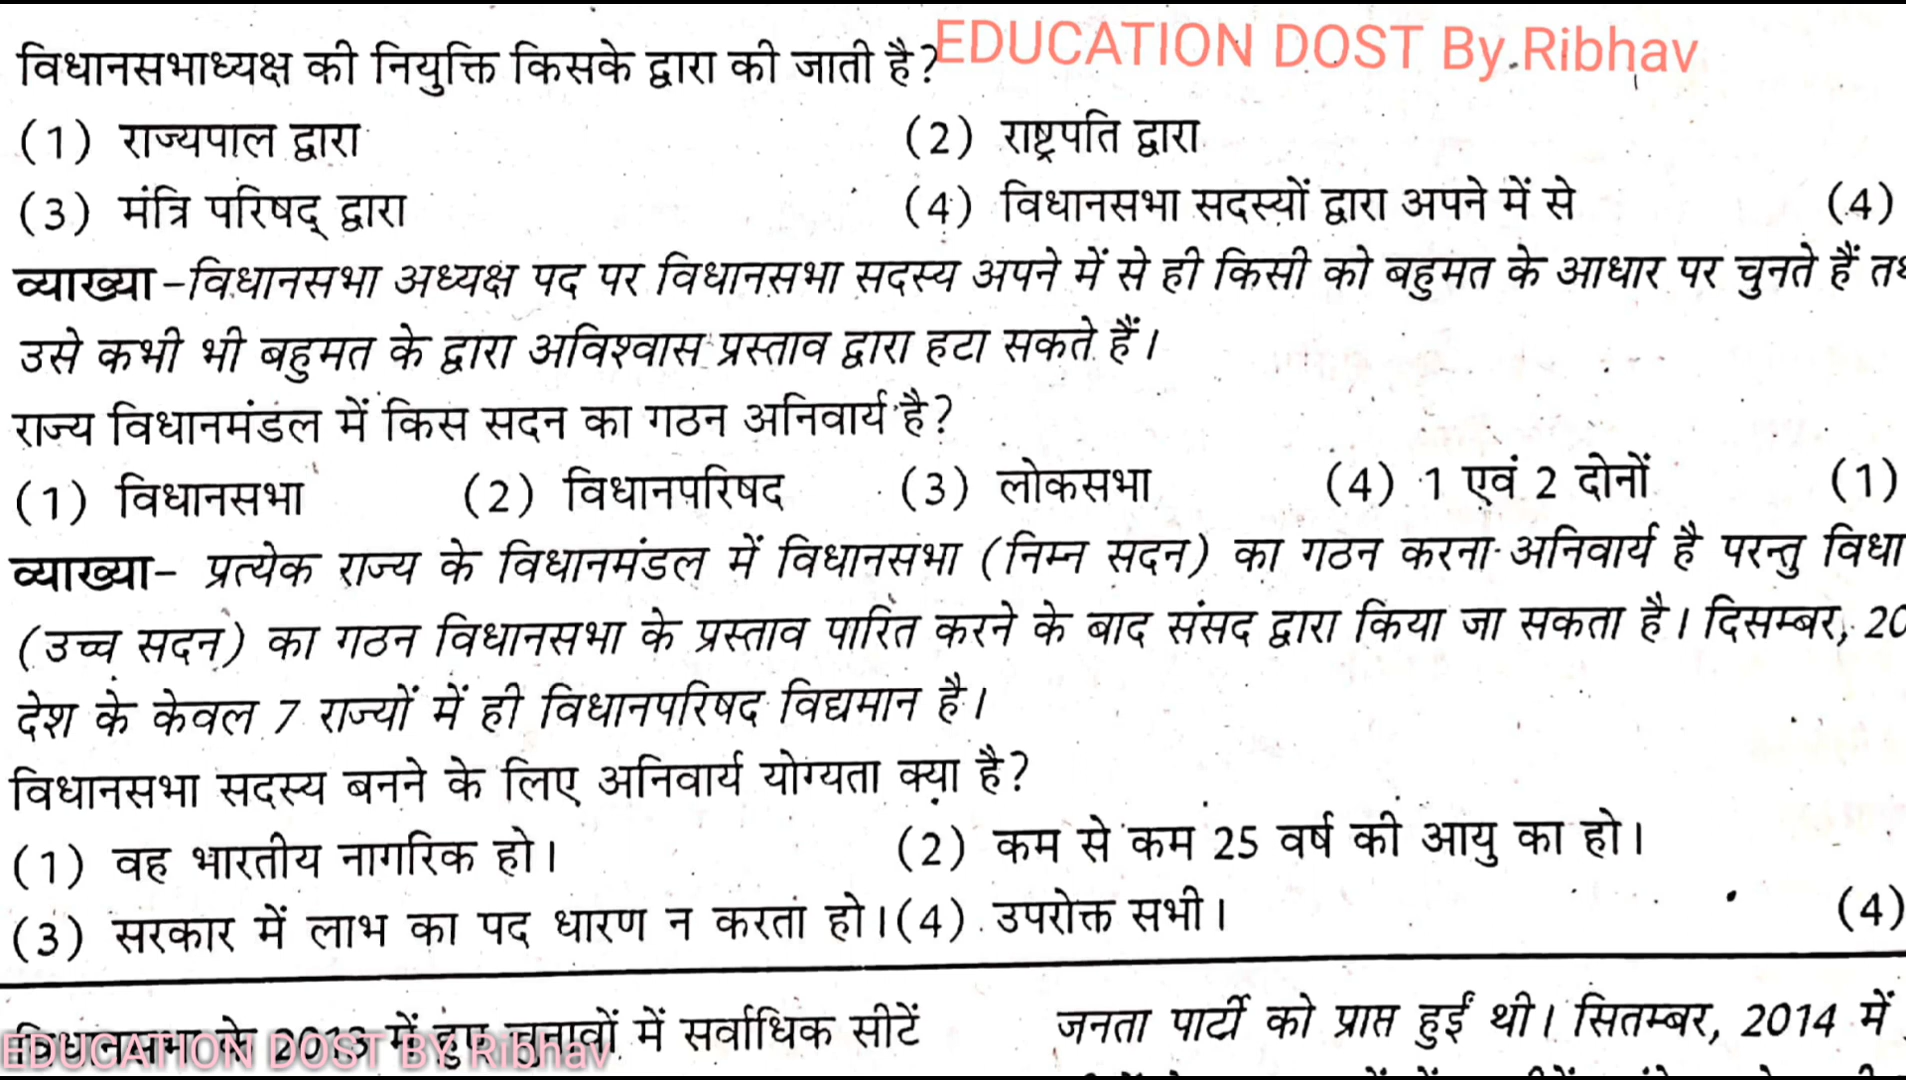 EDUCATION DOST By Ribhav
विधानसभाध्यक्ष की नियुक्ति किसके द्वारा की जाती है?
(1) राज्यपाल द्वारा (2) राष्ट्रपति द्वारा
(3) मंत्रि परिषद् द्वारा (4) विधानसभा सदस्यों द्वारा अपने में से (4)
व्याख्या-विधानसभा अध्यक्ष पद पर विधानसभा सदस्य अपने में से ही किसी को बहुमत के आधार पर चुनते हैं
उसे कभी भी बहुमत के द्वारा अविश्वास प्रस्ताव द्वारा हटा सकते हैं।
राज्य विधानमंडल में किस सदन का गठन अनिवार्य है?
(1) विधानसभा (2) विधानपरिषद (3) लोकसभा (4) 1 एवं 2 दोनों (1)
व्याख्या- प्रत्येक राज्य के विधानमंडल में विधानसभा (निम्न सदन) का गठन करना अनिवार्य है परन्तु विधा
(उच्च सदन) का गठन विधानसभा के प्रस्ताव पारित करने के बाद संसद द्वारा किया जा सकता है। दिसम्बर, 20
देश के केवल 7 राज्यों में ही विधानपरिषद विद्यमान है।
विधानसभा सदस्य बनने के लिए अनिवार्य योग्यता क्या है?
(1) वह भारतीय नागरिक हो। (2) कम से कम 25 वर्ष की आयु का हो।
(3) सरकार में लाभ का पद धारण न करता हो। (4) उपरोक्त सभी। (4)
विधानसभा के 2013 में हुए चुनावों में सर्वाधिक सीटें
जनता पार्टी को प्राप्त हुई थी। सितम्बर, 2014 में
EDUCATION DOST BY Ribhav